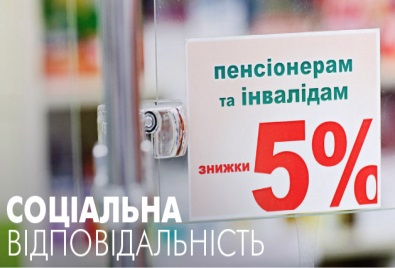 пенсіонерам
та інвалідам
знижки 5%
СОЦІАЛЬНА
ВІДПОВІДАЛЬНІСТЬ